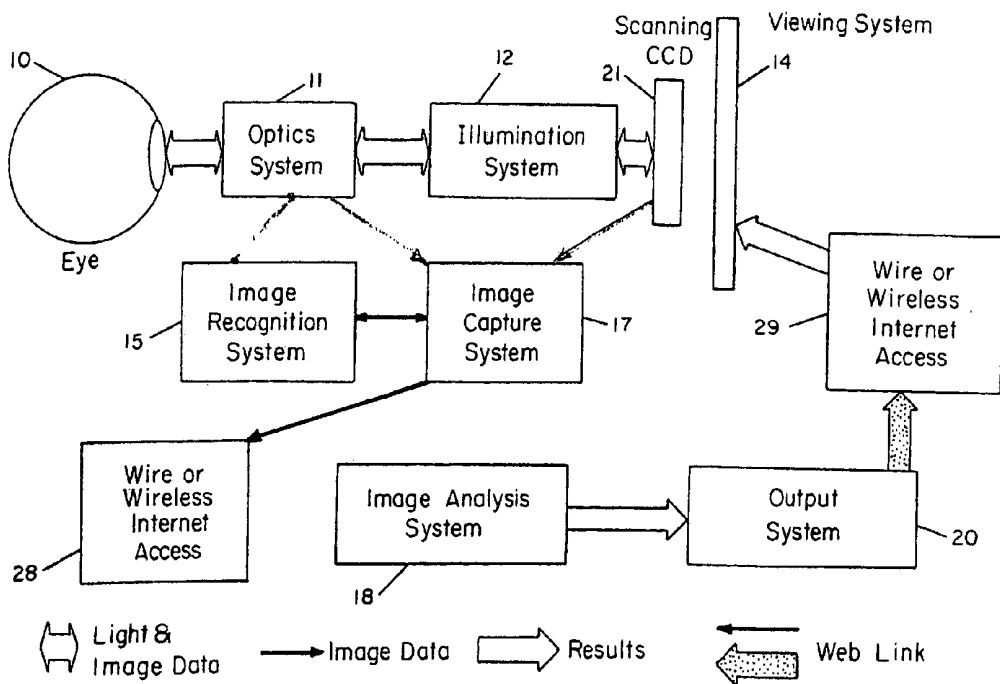 10
Eye
11
Optics
System
12
Illumination
System
Scanning
CCD
21
Viewing System
14
Image
Recognition
System
15
Image
Capture
System
17
Wire or
Wireless
Internet
Access
29
Wire or
Wireless
Internet
Access
28
Image Analysis
System
18
Output
System
20
Light &
Image Data
Image Data
Results
Web Link